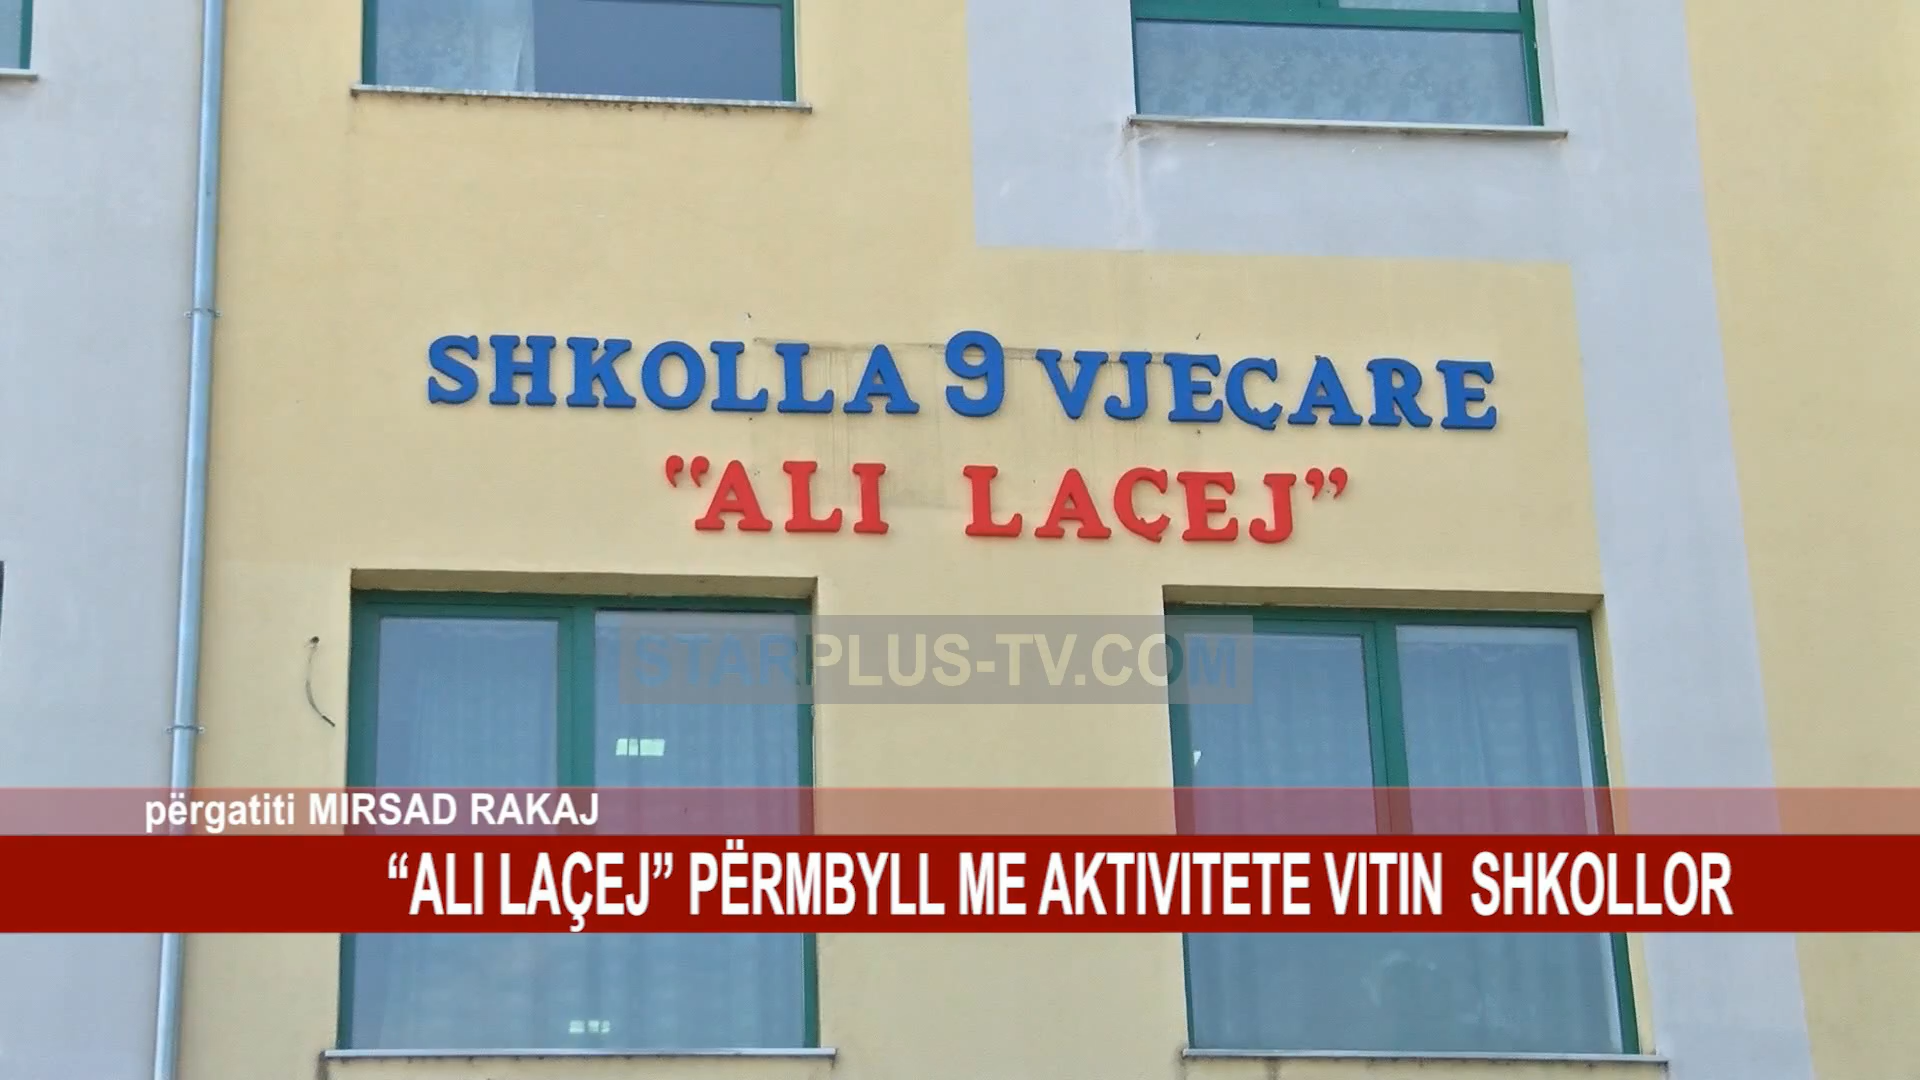 SHKOLLA 9 VJEÇARE
“ALI LAÇEJ”
STARPLUS-TV.COM
përgatiti MIRSAD RAKAJ
“ALI LAÇEJ” PËRMBYLL ME AKTIVITETE VITIN SHKOLLOR